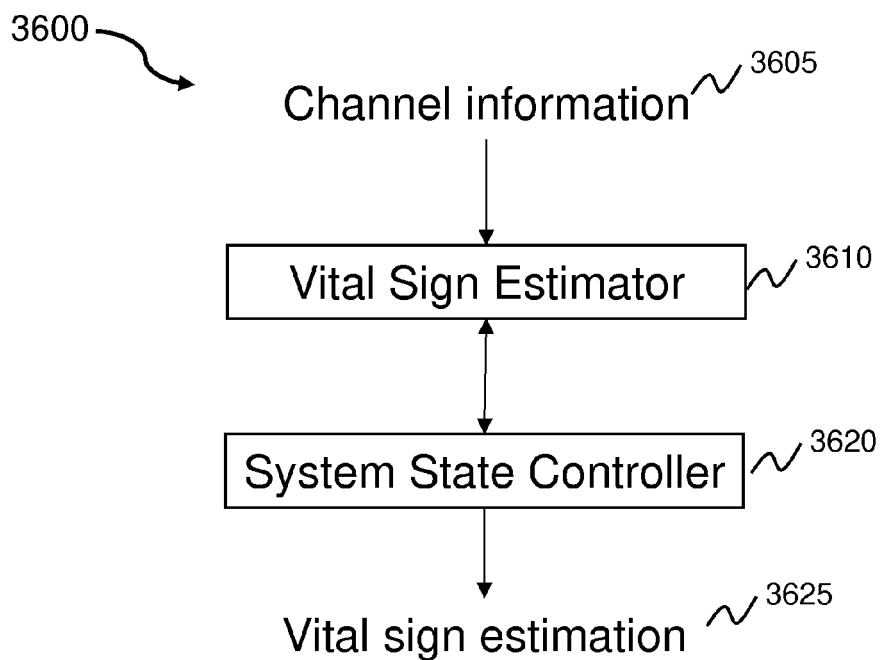 3600
3605
Channel information
3610
Vital Sign Estimator
3620
System State Controller
3625
Vital sign estimation